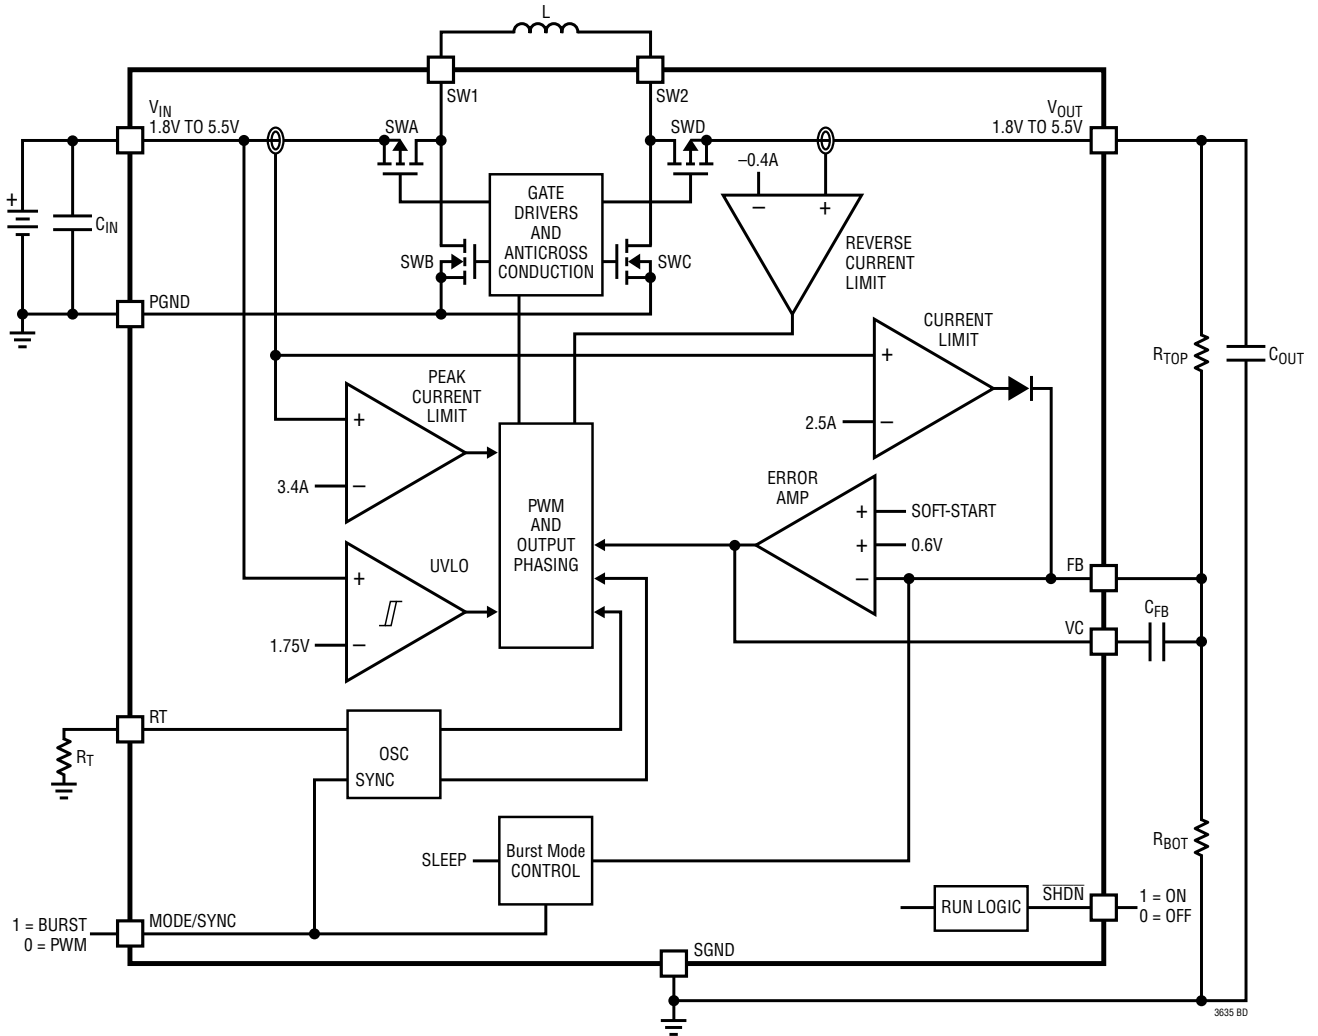 L
SW1
SW2
VIN
1.8V TO 5.5V
SWA
SWD
VOUT
1.8V TO 5.5V
–0.4A
–
+
+
CIN
GATE
DRIVERS
AND
ANTICROSS
CONDUCTION
SWB
SWC
REVERSE
CURRENT
LIMIT
PGND
CURRENT
LIMIT
+
2.5A
–
RTOP
COUT
PEAK
CURRENT
LIMIT
+
3.4A
–
PWM
AND
OUTPUT
PHASING
ERROR
AMP
+
SOFT-START
+
0.6V
–
FB
UVLO
+
1.75V
–
VC
CFB
RT
RT
OSC
SYNC
SLEEP
Burst Mode
CONTROL
RBOT
RUN LOGIC
SHDN
1 = ON
0 = OFF
1 = BURST
0 = PWM
MODE/SYNC
SGND
3635 BD